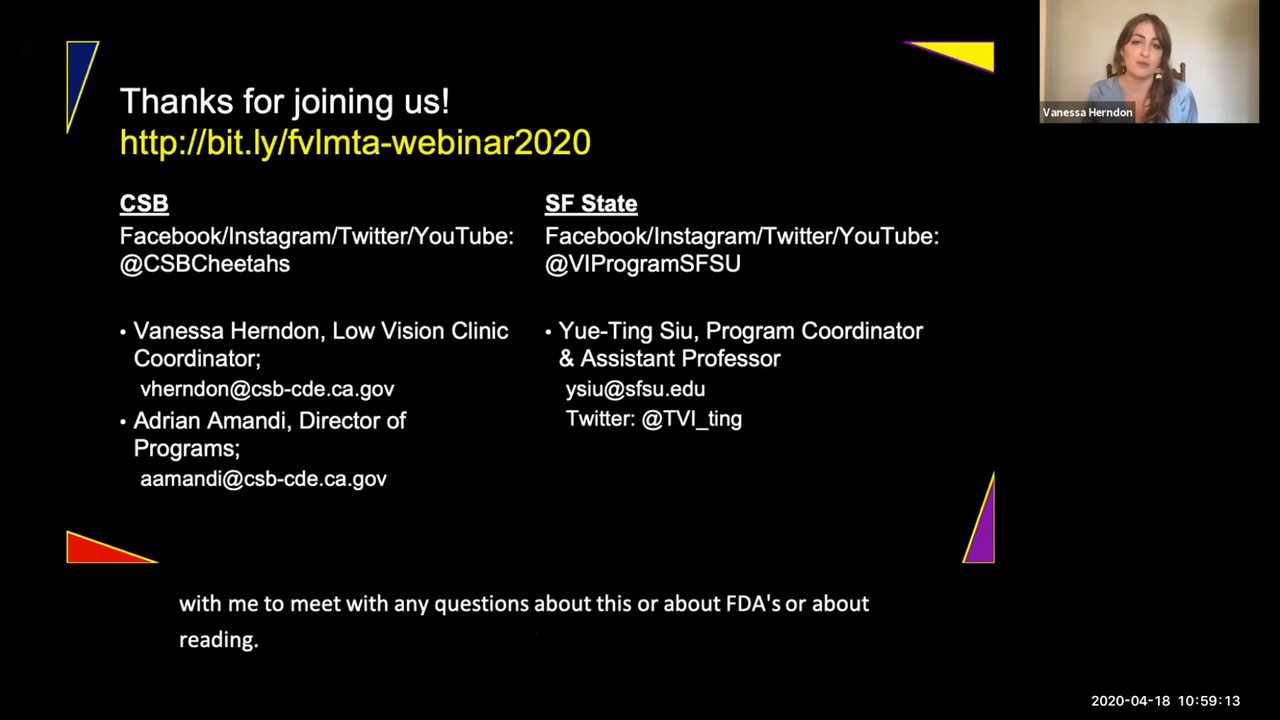 Thanks for joining us!
http://bit.ly/fvlmta-webinar2020
CSB
Facebook/Instagram/Twitter/YouTube:
@CSBCheetahs
• Vanessa Herndon, Low Vision Clinic
Coordinator;
vherndon@csb-cde.ca.gov
• Adrian Amandi, Director of
Programs;
aamandi@csb-cde.ca.gov
SF State
Facebook/Instagram/Twitter/YouTube:
@VIProgramSFSU
• Yue-Ting Siu, Program Coordinator
& Assistant Professor
ysiu@sfsu.edu
Twitter: @TVI_ting
Vanessa Herndon
with me to meet with any questions about this or about FDA's or about
reading.
2020-04-18 10:59:13